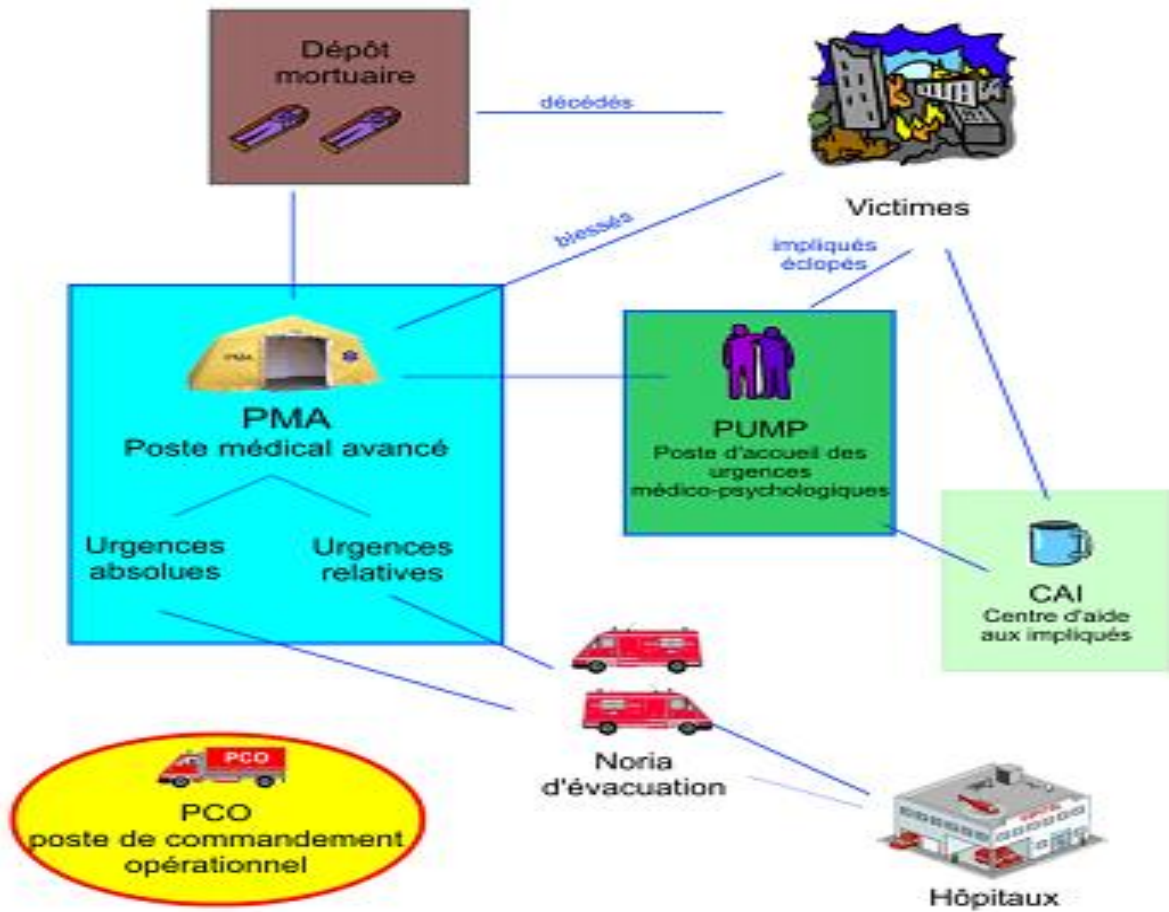 Dépôt
mortuaire
décédés
Victimes
blessés
impliqués
éclopés
PMA
PMA
Poste médical avancé
Urgences
absolues
Urgences
relatives
PUMP
Poste d'accueil des
urgences
médico-psychologiques
CAI
Centre d'aide
aux impliqués
Noria
d'évacuation
PCO
PCO
poste de commandement
opérationnel
Hôpitaux